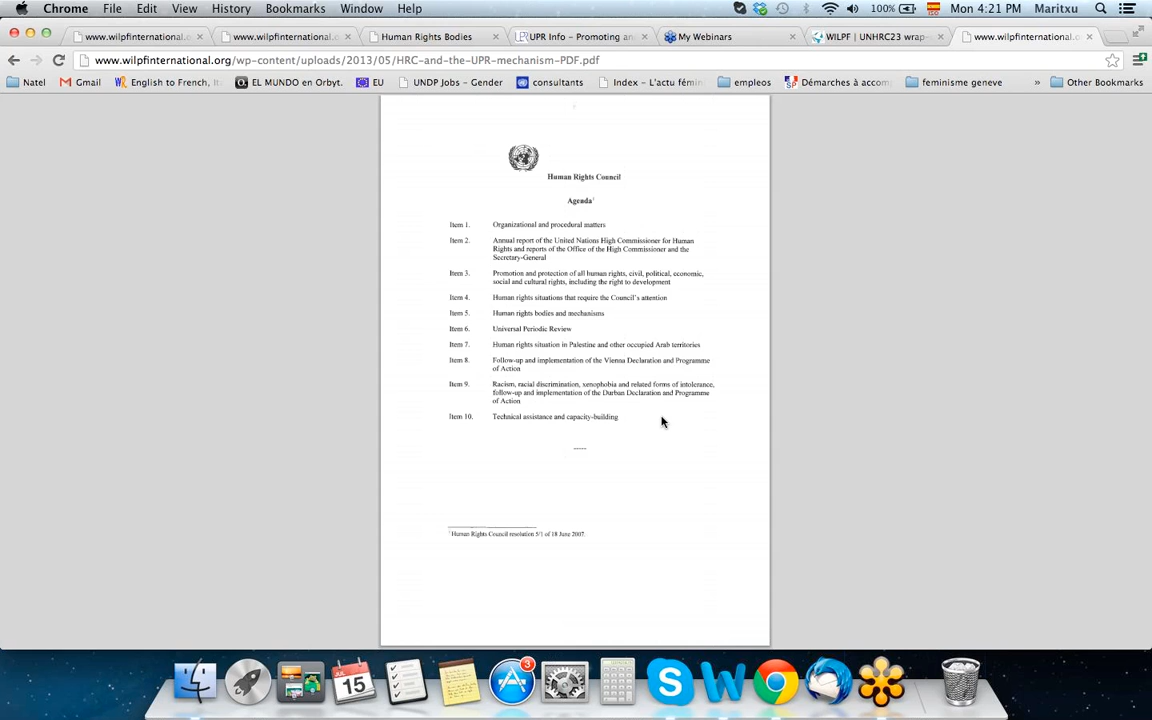 Chrome File Edit View History Bookmarks Window Help 100% Mon 4:21 PM Maritxu
www.wilpfinternational. www.wilpfinternational.o Human Rights Bodies UPR Info - Promoting an My Webinars WILPF | UNHRC23 wrap- www.wilpfinternational.o
www.wilpfinternational.org/wp-content/uploads/2013/05/HRC-and-the-UPR-mechanism-PDF.pdf
Natel Gmail English to French, It EL MUNDO en Orbyt. EU UNDP Jobs - Gender consultants Index - L'actu fémin empleos Démarches à accom feminisme geneve » Other Bookmarks
Human Rights Council
Agenda¹
Item 1. Organizational and procedural matters
Item 2. Annual report of the United Nations High Commissioner for Human
Rights and reports of the Office of the High Commissioner and the
Secretary-General
Item 3. Promotion and protection of all human rights, civil, political, economic,
social and cultural rights, including the right to development
Item 4. Human rights situations that require the Council's attention
Item 5. Human rights bodies and mechanisms
Item 6. Universal Periodic Review
Item 7. Human rights situation in Palestine and other occupied Arab territories
Item 8. Follow-up and implementation of the Vienna Declaration and Programme
of Action
Item 9. Racism, racial discrimination, xenophobia and related forms of intolerance,
follow-up and implementation of the Durban Declaration and Programme
of Action
Item 10. Technical assistance and capacity-building
-----
¹ Human Rights Council resolution 5/1 of 18 June 2007.
JUL
15
3